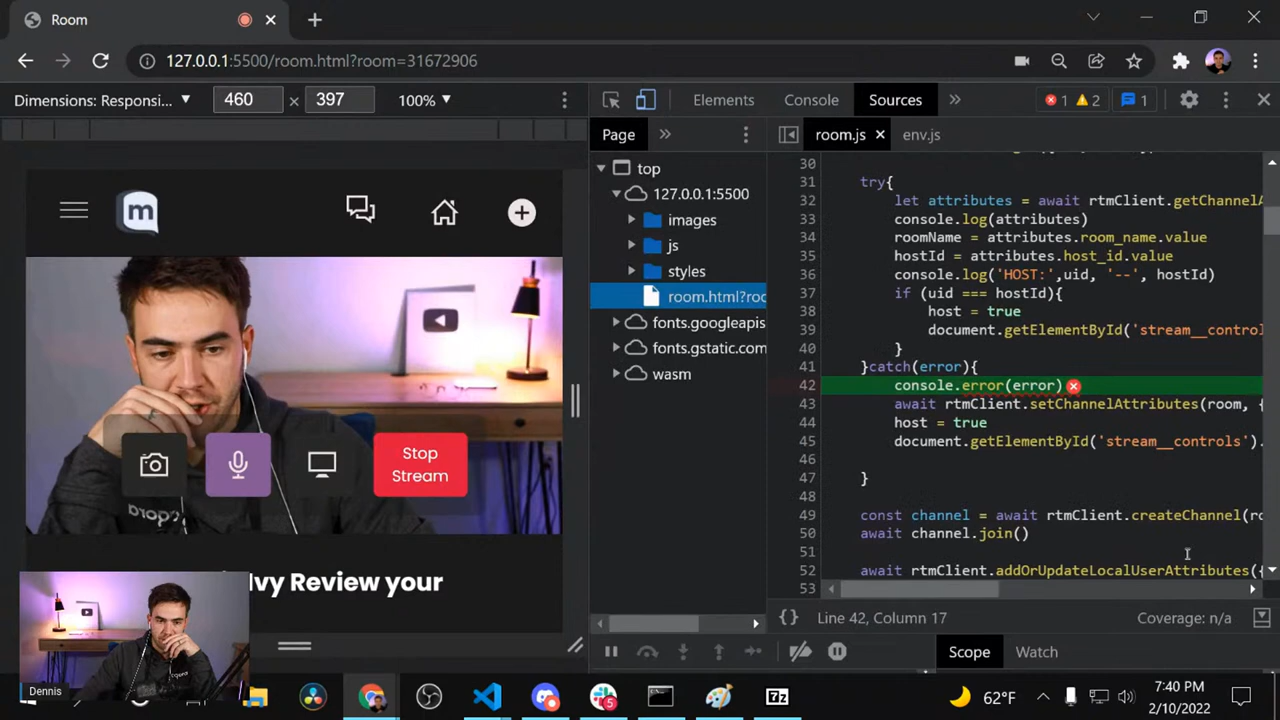 Room
127.0.0.1:5500/room.html?room=31672906
Dimensions: Responsi... ▼ 460 × 397 100% ▼
Elements Console Sources » 1 2 1
Page » room.js × env.js
top
127.0.0.1:5500
images
js
styles
room.html?roo
fonts.googleapis
fonts.gstatic.com
wasm
30
31 try{
32 let attributes = await rtmClient.getChannelA
33 console.log(attributes)
34 roomName = attributes.room_name.value
35 hostId = attributes.host_id.value
36 console.log('HOST:',uid, '--', hostId)
37 if (uid === hostId){
38 host = true
39 document.getElementById('stream__contro
40 }
41 }catch(error){
42 console.error(error)
43 await rtmClient.setChannelAttributes(room, {
44 host = true
45 document.getElementById('stream__controls').
46
47 }
48
49 const channel = await rtmClient.createChannel(ro
50 await channel.join()
51
52 await rtmClient.addOrUpdateLocalUserAttributes({
53
{ } Line 42, Column 17 Coverage: n/a
Scope Watch
m
Stop
Stream
Ivy Review your
Dennis
5
7z
62°F
7:40 PM
2/10/2022